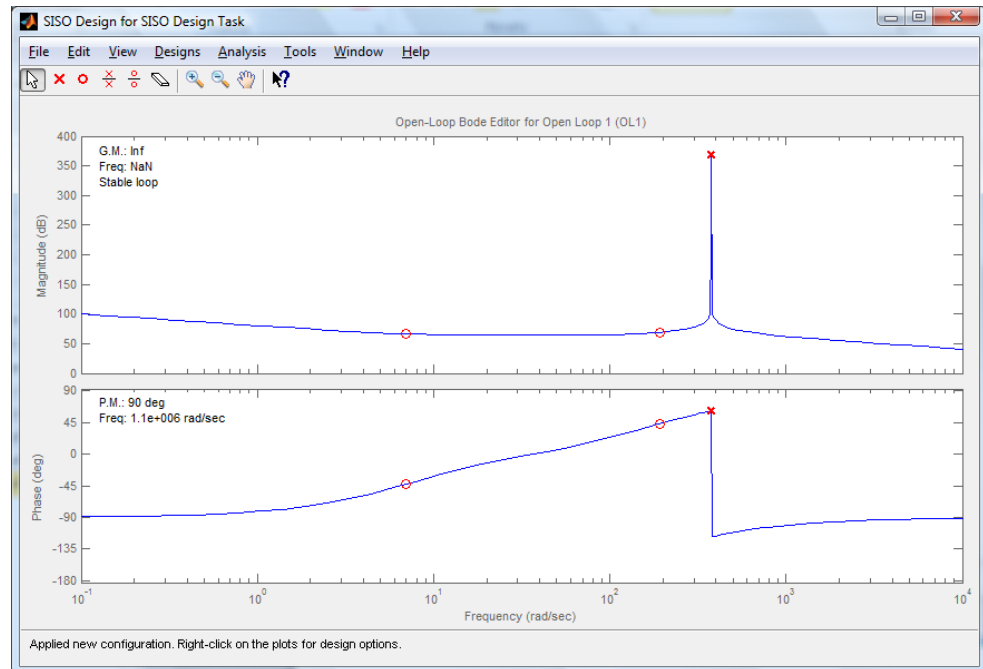 SISO Design for SISO Design Task
File Edit View Designs Analysis Tools Window Help
Open-Loop Bode Editor for Open Loop 1 (OL1)
400
350
300
250
200
150
100
50
0
Magnitude (dB)
G.M.: Inf
Freq: NaN
Stable loop
90
45
0
-45
-90
-135
-180
Phase (deg)
P.M.: 90 deg
Freq: 1.1e+006 rad/sec
10^-1 10^0 10^1 10^2 10^3 10^4
Frequency (rad/sec)
Applied new configuration. Right-click on the plots for design options.